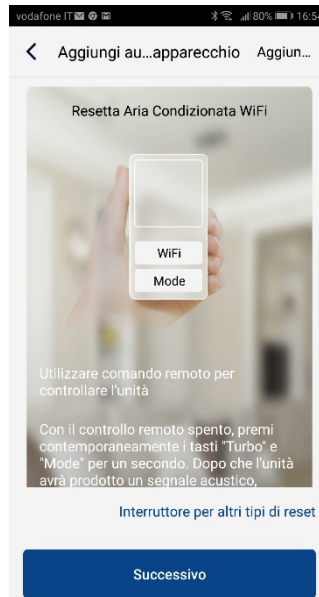 vodafone IT 80% 16:54
Aggiungi au...apparecchio Aggiun...
Resetta Aria Condizionata WiFi
WiFi
Mode
Utilizzare comando remoto per
controllare l'unità
Con il controllo remoto spento, premi
contemporaneamente i tasti "Turbo" e
"Mode" per un secondo. Dopo che l'unità
avrà prodotto un segnale acustico,
Interruttore per altri tipi di reset
Successivo